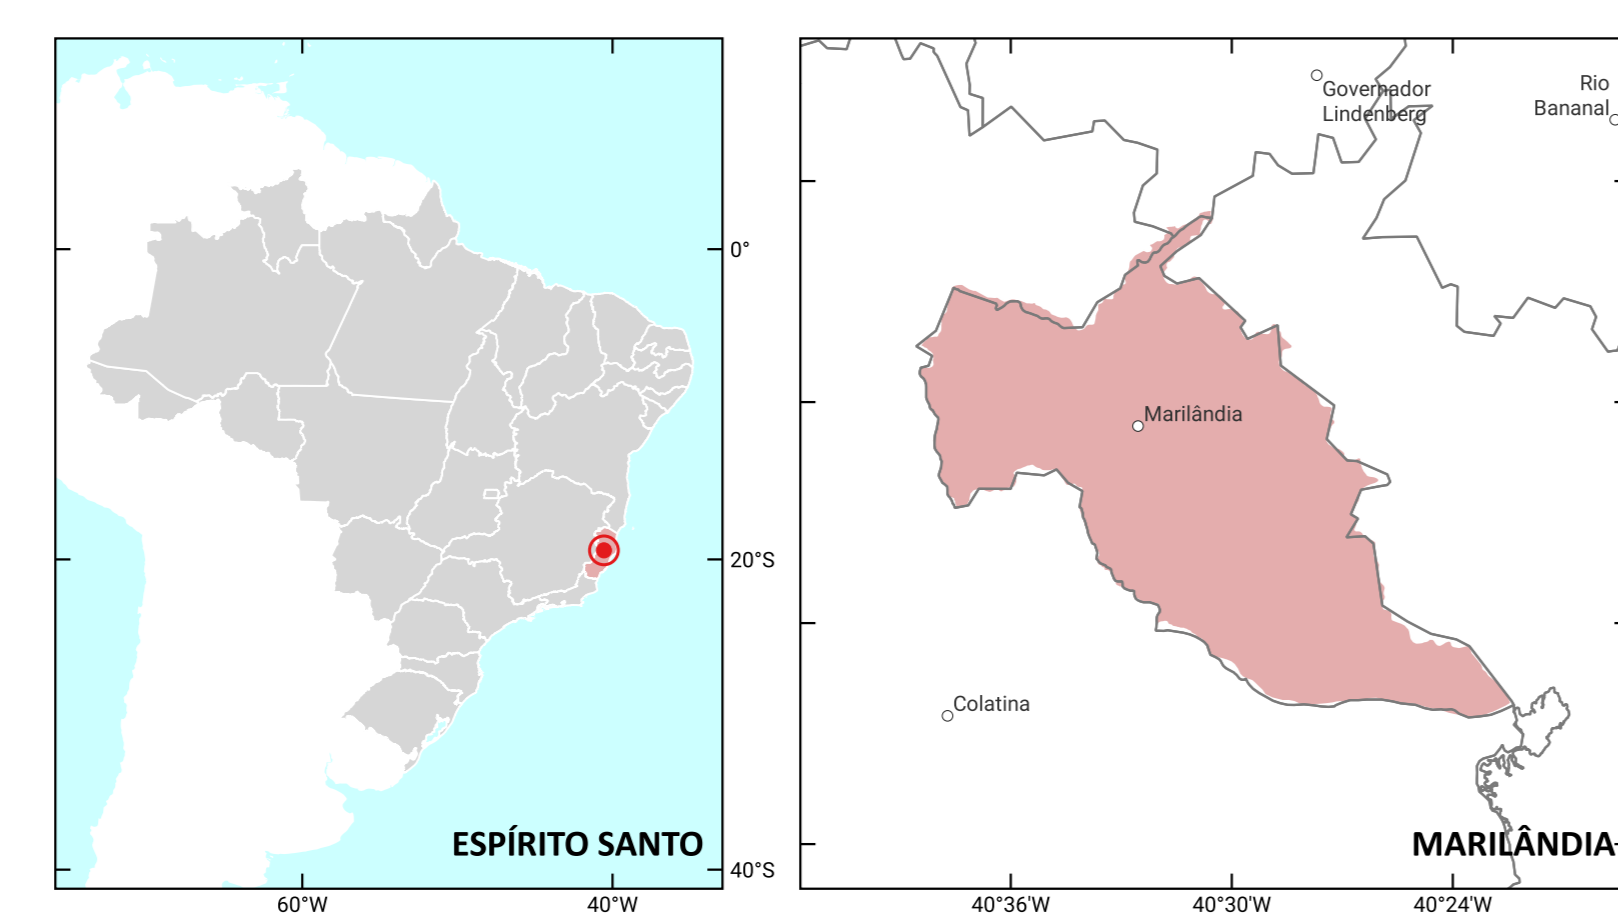 0°
20°S
40°S
60°W
40°W
ESPÍRITO SANTO
Governador
Lindenberg
Rio
Bananal
Marilândia
Colatina
MARILÂNDIA
40°36'W
40°30'W
40°24'W